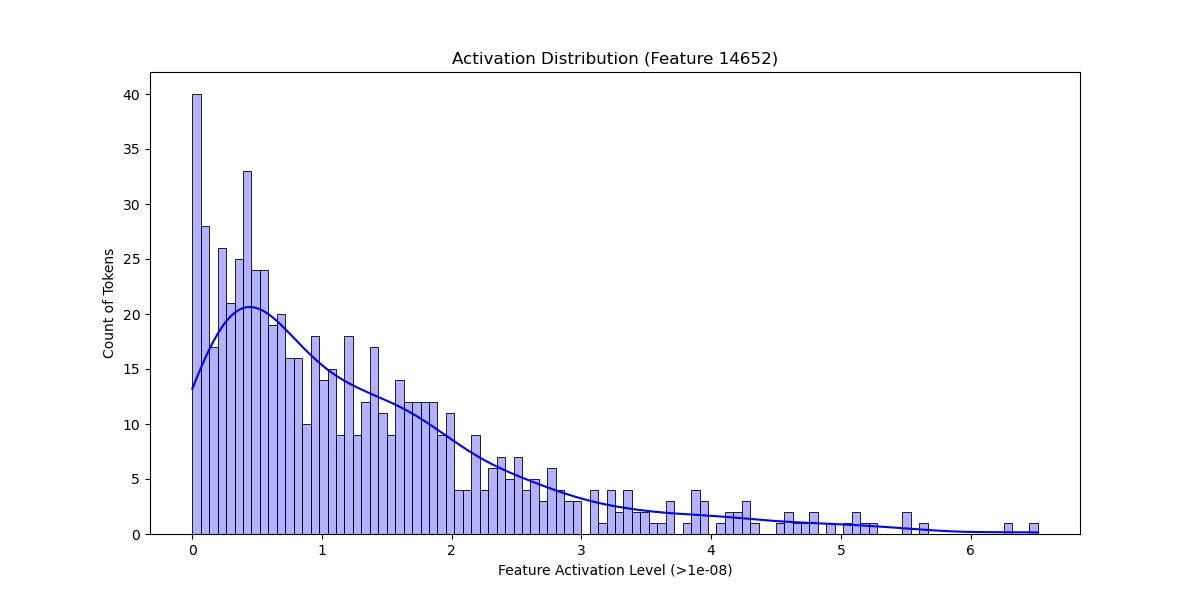 Activation Distribution (Feature 14652)
Count of Tokens
40
35
30
25
20
15
10
5
0
0 1 2 3 4 5 6
Feature Activation Level (>1e-08)